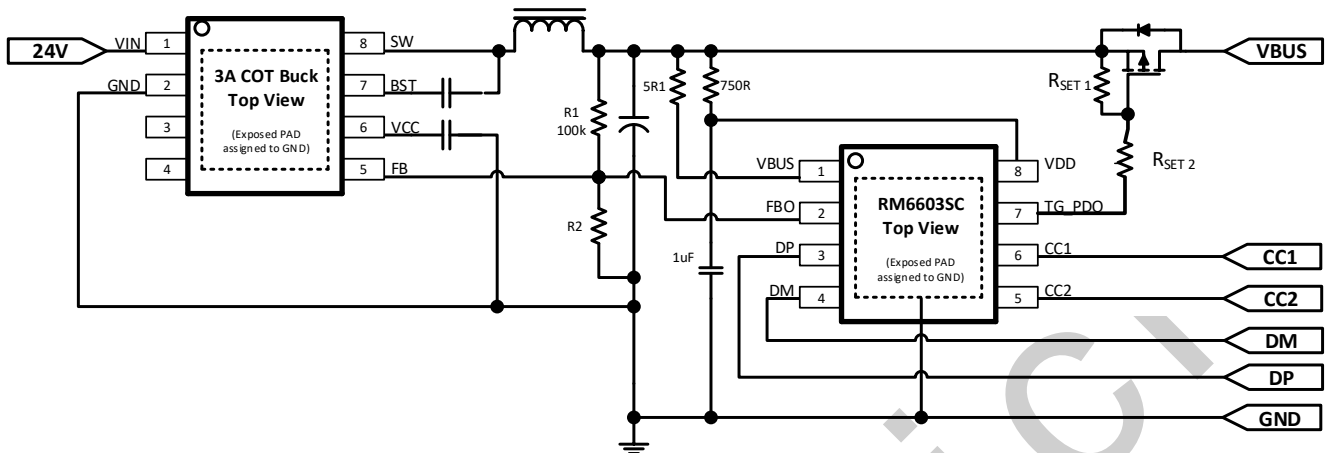 24V
VIN
1
GND
2
3
4
3A COT Buck
Top View
(Exposed PAD
assigned to GND)
8
SW
7
BST
6
VCC
5
FB
R1
100k
R2
5R1
750R
1uF
VBUS
1
FBO
2
DP
3
DM
4
RM6603SC
Top View
(Exposed PAD
assigned to GND)
8
VDD
7
TG_PDO
6
CC1
5
CC2
RSET 1
RSET 2
VBUS
CC1
CC2
DM
DP
GND